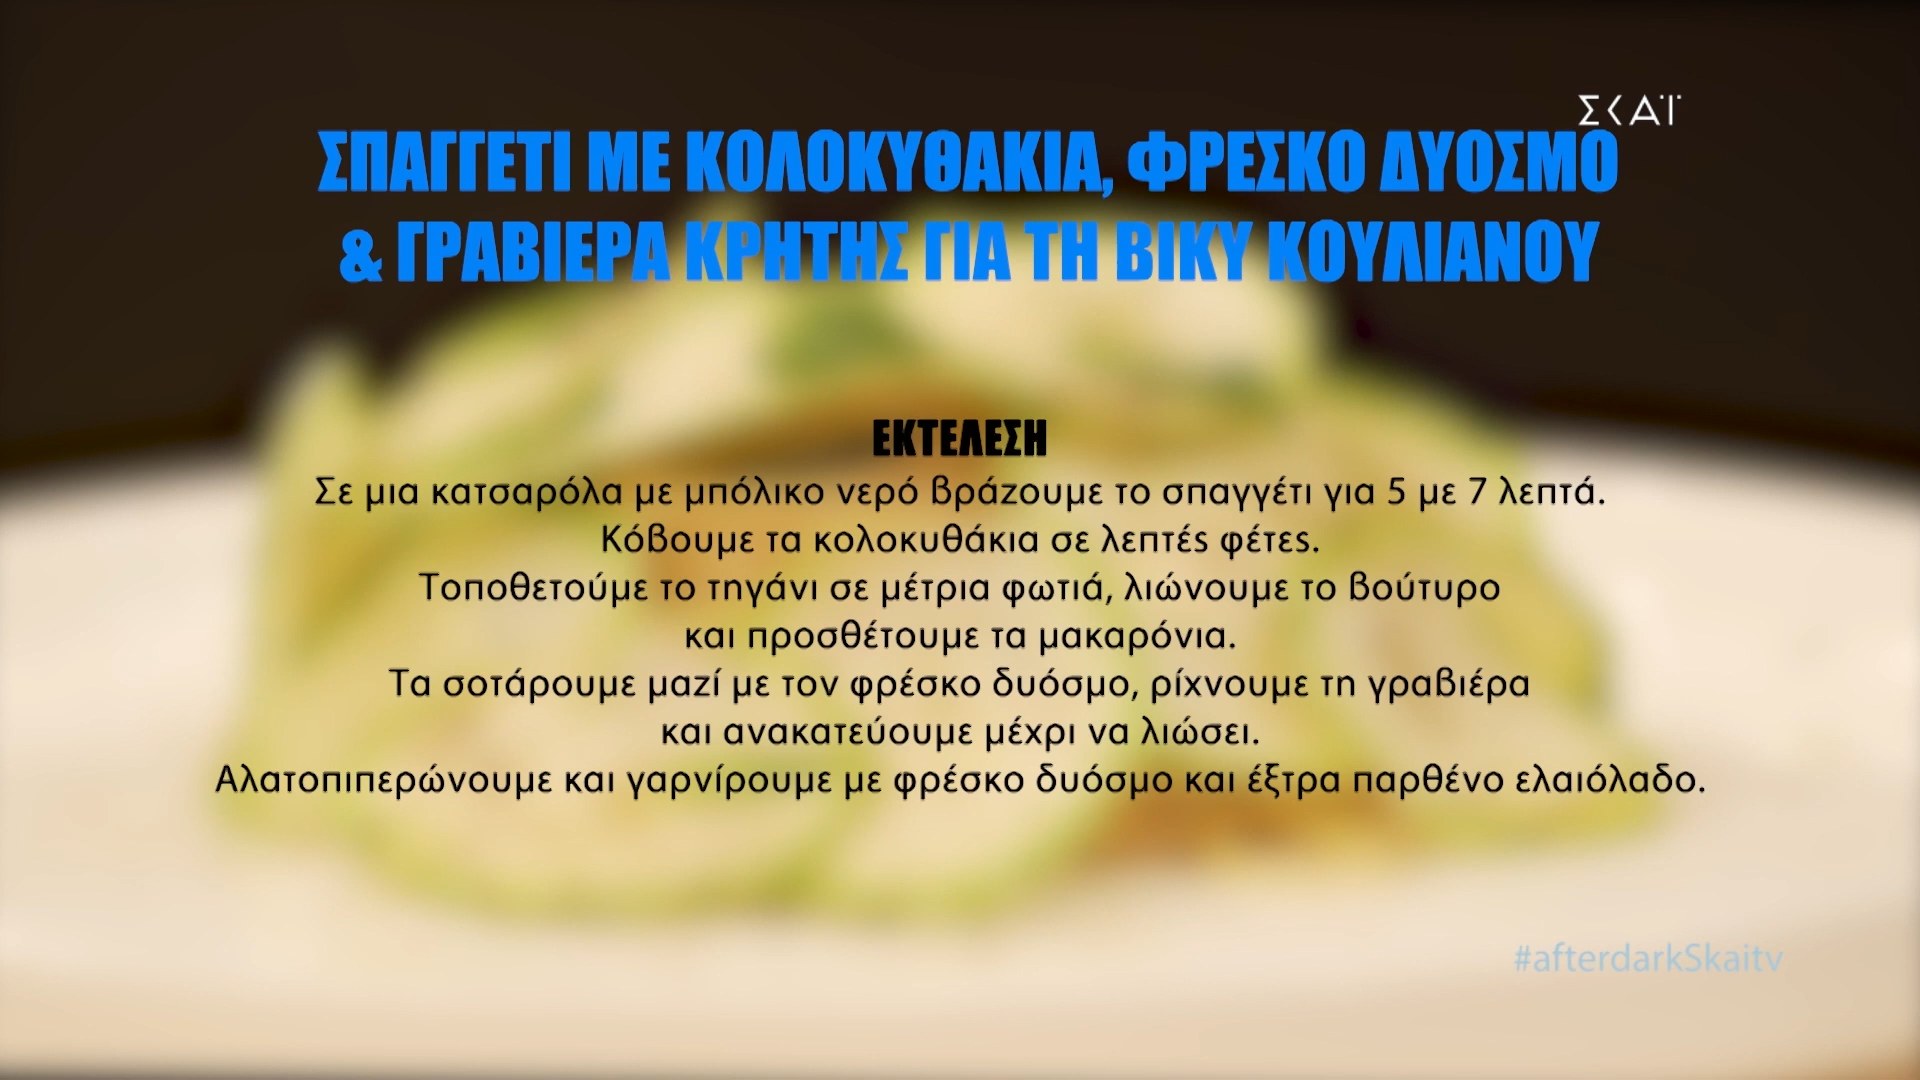 ΣΚΑΪ
ΣΠΑΓΓΕΤΙ ΜΕ ΚΟΛΟΚΥΘΑΚΙΑ, ΦΡΕΣΚΟ ΔΥΟΣΜΟ
& ΓΡΑΒΙΕΡΑ ΚΡΗΤΗΣ ΓΙΑ ΤΗ ΒΙΚΥ ΚΟΥΛΙΑΝΟΥ
ΕΚΤΕΛΕΣΗ
Σε μια κατσαρόλα με μπόλικο νερό βράζουμε το σπαγγέτι για 5 με 7 λεπτά.
Κόβουμε τα κολοκυθάκια σε λεπτές φέτες.
Τοποθετούμε το τηγάνι σε μέτρια φωτιά, λιώνουμε το βούτυρο
και προσθέτουμε τα μακαρόνια.
Τα σοτάρουμε μαζί με τον φρέσκο δυόσμο, ρίχνουμε τη γραβιέρα
και ανακατεύουμε μέχρι να λιώσει.
Αλατοπιπερώνουμε και γαρνίρουμε με φρέσκο δυόσμο και έξτρα παρθένο ελαιόλαδο.
#afterdarkSkaitv